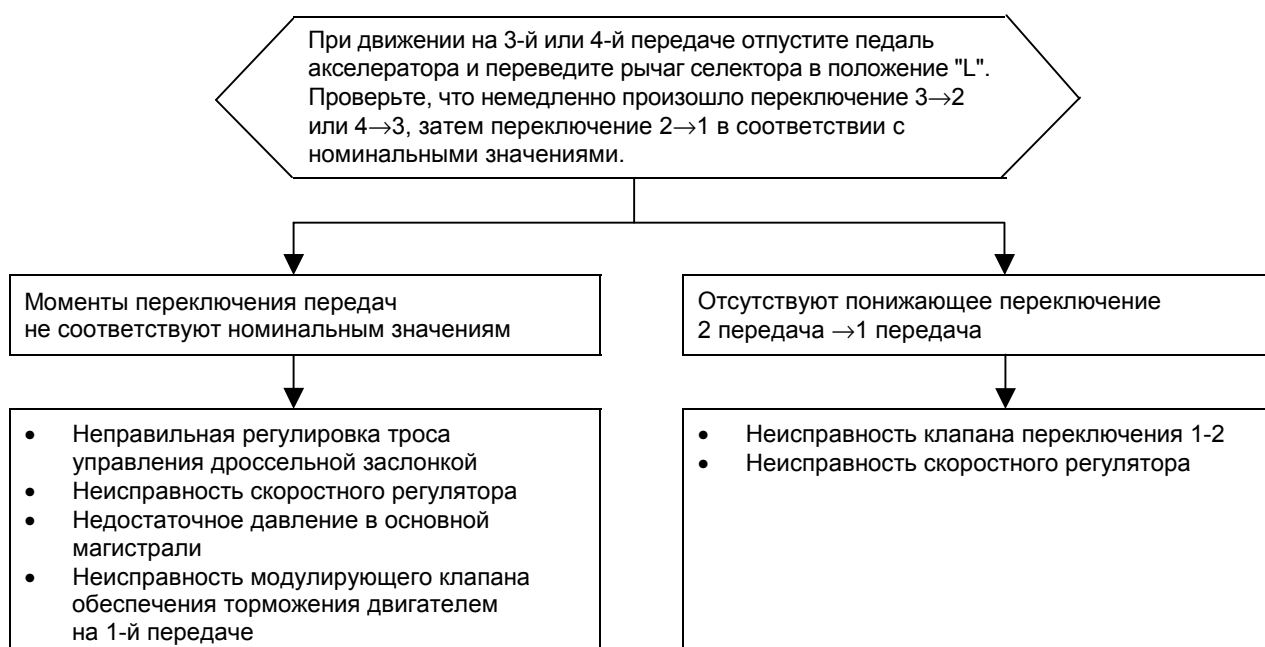 При движении на 3-й или 4-й передаче отпустите педаль
акселератора и переведите рычаг селектора в положение "L".
Проверьте, что немедленно произошло переключение 3→2
или 4→3, затем переключение 2→1 в соответствии с
номинальными значениями.
Моменты переключения передач
не соответствуют номинальным значениям
Отсутствуют понижающее переключение
2 передача →1 передача
• Неправильная регулировка троса
управления дроссельной заслонкой
• Неисправность скоростного регулятора
• Недостаточное давление в основной
магистрали
• Неисправность модулирующего клапана
обеспечения торможения двигателем
на 1-й передаче
• Неисправность клапана переключения 1-2
• Неисправность скоростного регулятора